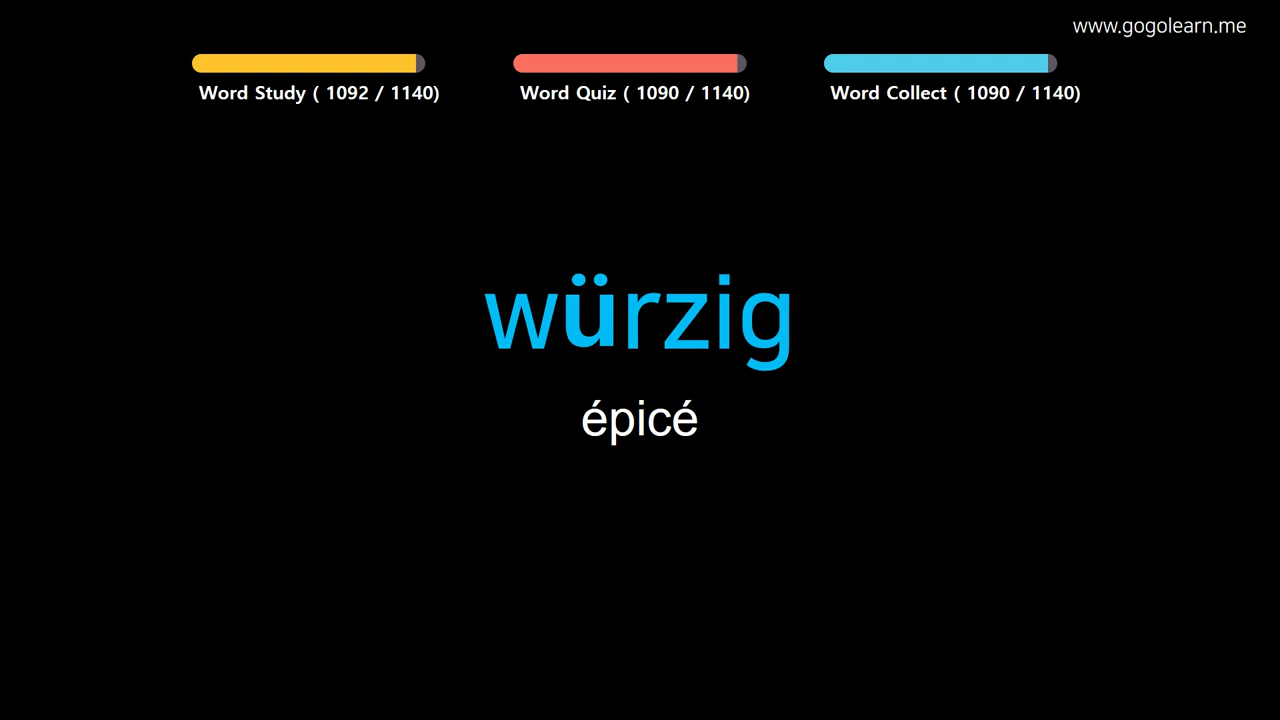 www.gogolearn.me
Word Study ( 1092 / 1140)
Word Quiz ( 1090 / 1140)
Word Collect ( 1090 / 1140)
würzig
épicé